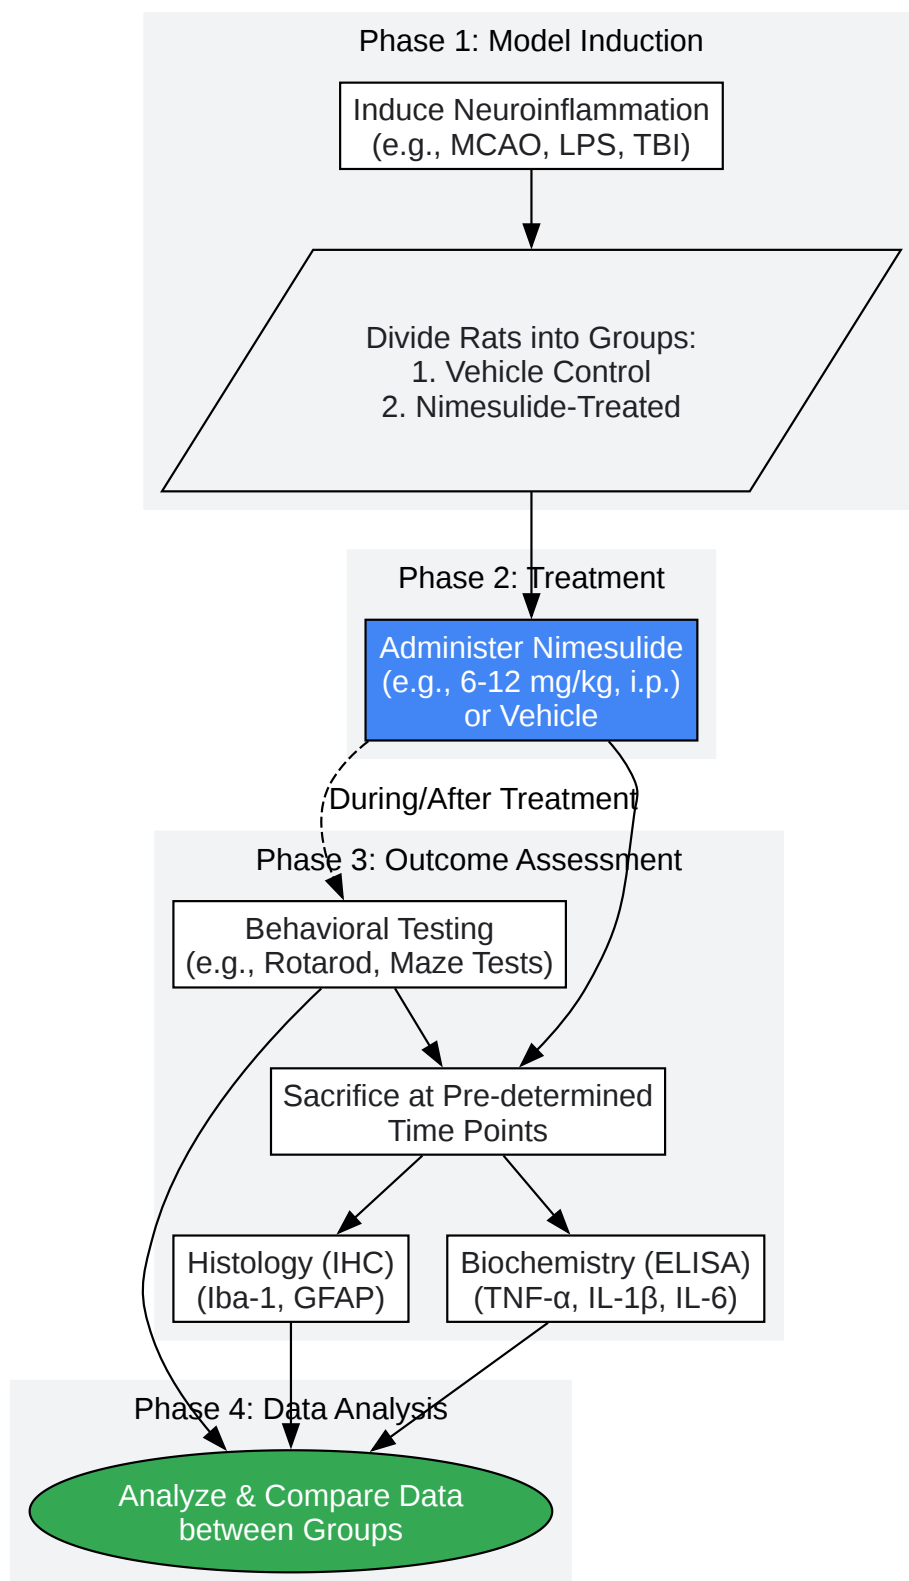 Phase 1: Model Induction
Induce Neuroinflammation
(e.g., MCAO, LPS, TBI)
Divide Rats into Groups:
1. Vehicle Control
2. Nimesulide-Treated
Phase 2: Treatment
Administer Nimesulide
(e.g., 6-12 mg/kg, i.p.)
or Vehicle
During/After Treatment
Phase 3: Outcome Assessment
Behavioral Testing
(e.g., Rotarod, Maze Tests)
Sacrifice at Pre-determined
Time Points
Histology (IHC)
(Iba-1, GFAP)
Biochemistry (ELISA)
(TNF-α, IL-1β, IL-6)
Phase 4: Data Analysis
Analyze & Compare Data
between Groups